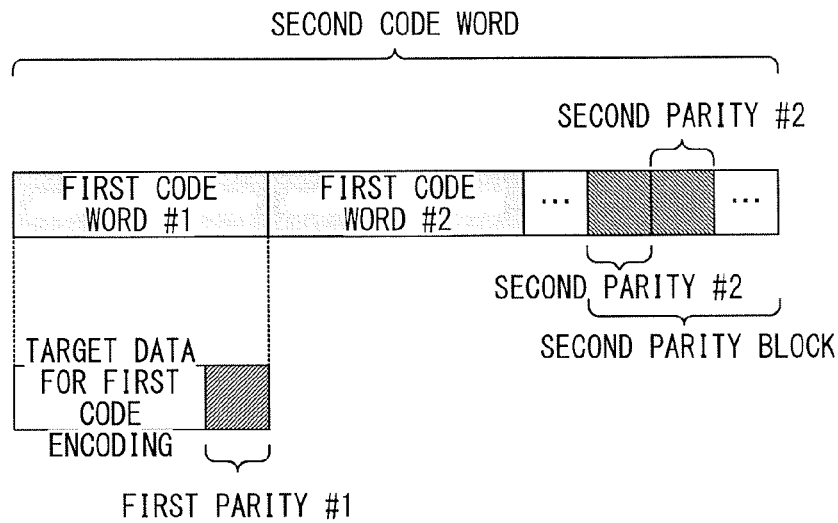 SECOND CODE WORD
SECOND PARITY #2
FIRST CODE
WORD #1
FIRST CODE
WORD #2
...
...
SECOND PARITY #2
SECOND PARITY BLOCK
TARGET DATA
FOR FIRST
CODE
ENCODING
FIRST PARITY #1